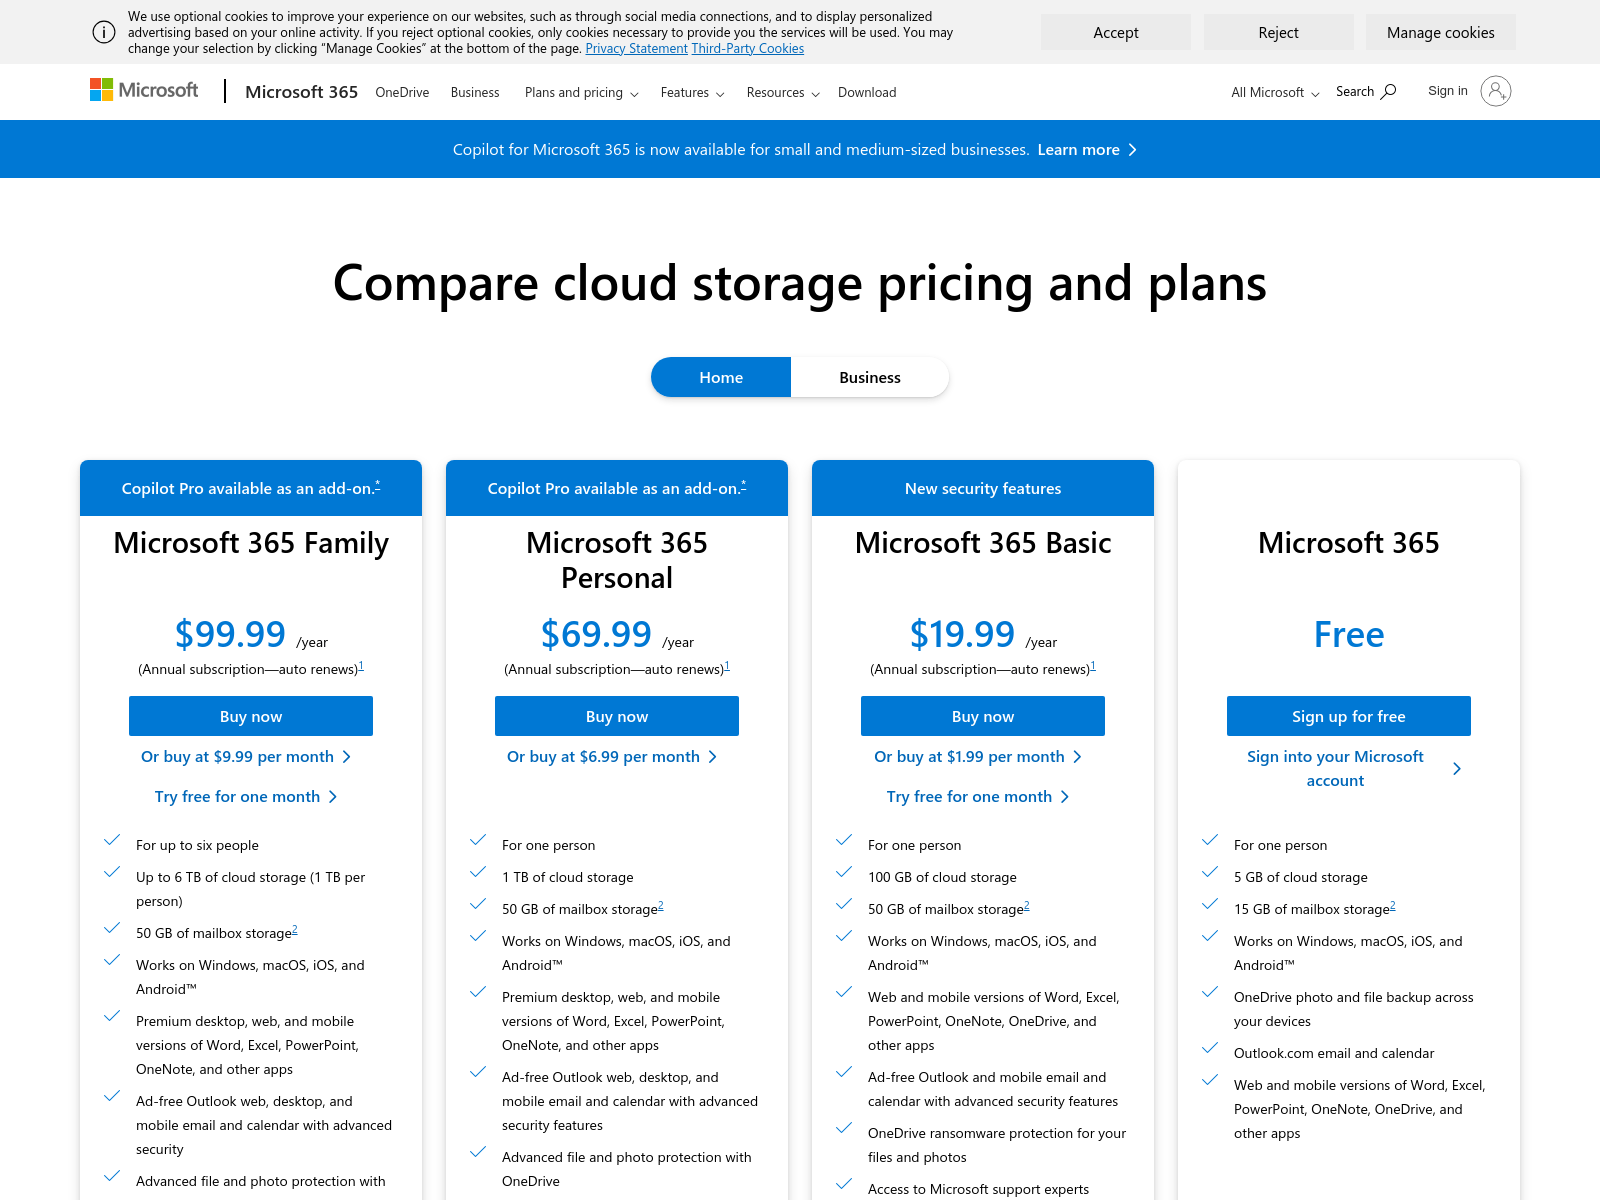 We use optional cookies to improve your experience on our websites, such as through social media connections, and to display personalized
advertising based on your online activity. If you reject optional cookies, only cookies necessary to provide you the services will be used. You may
change your selection by clicking “Manage Cookies” at the bottom of the page. Privacy Statement Third-Party Cookies
Accept
Reject
Manage cookies
Microsoft
Microsoft 365
OneDrive
Business
Plans and pricing
Features
Resources
Download
All Microsoft
Search
Sign in
Copilot for Microsoft 365 is now available for small and medium-sized businesses. Learn more
Compare cloud storage pricing and plans
Home
Business
Copilot Pro available as an add-on.*
Microsoft 365 Family
$99.99 /year
(Annual subscription—auto renews)1
Buy now
Or buy at $9.99 per month
Try free for one month
For up to six people
Up to 6 TB of cloud storage (1 TB per
person)
50 GB of mailbox storage2
Works on Windows, macOS, iOS, and
Android™
Premium desktop, web, and mobile
versions of Word, Excel, PowerPoint,
OneNote, and other apps
Ad-free Outlook web, desktop, and
mobile email and calendar with advanced
security
Advanced file and photo protection with
Copilot Pro available as an add-on.*
Microsoft 365
Personal
$69.99 /year
(Annual subscription—auto renews)1
Buy now
Or buy at $6.99 per month
For one person
1 TB of cloud storage
50 GB of mailbox storage2
Works on Windows, macOS, iOS, and
Android™
Premium desktop, web, and mobile
versions of Word, Excel, PowerPoint,
OneNote, and other apps
Ad-free Outlook web, desktop, and
mobile email and calendar with advanced
security features
Advanced file and photo protection with
OneDrive
New security features
Microsoft 365 Basic
$19.99 /year
(Annual subscription—auto renews)1
Buy now
Or buy at $1.99 per month
Try free for one month
For one person
100 GB of cloud storage
50 GB of mailbox storage2
Works on Windows, macOS, iOS, and
Android™
Web and mobile versions of Word, Excel,
PowerPoint, OneNote, OneDrive, and
other apps
Ad-free Outlook and mobile email and
calendar with advanced security features
OneDrive ransomware protection for your
files and photos
Access to Microsoft support experts
Microsoft 365
Free
Sign up for free
Sign into your Microsoft
account
For one person
5 GB of cloud storage
15 GB of mailbox storage2
Works on Windows, macOS, iOS, and
Android™
OneDrive photo and file backup across
your devices
Outlook.com email and calendar
Web and mobile versions of Word, Excel,
PowerPoint, OneNote, OneDrive, and
other apps